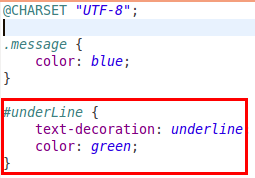 @CHARSET "UTF-8";
.message {
color: blue;
}
#underLine {
text-decoration: underline
color: green;
}